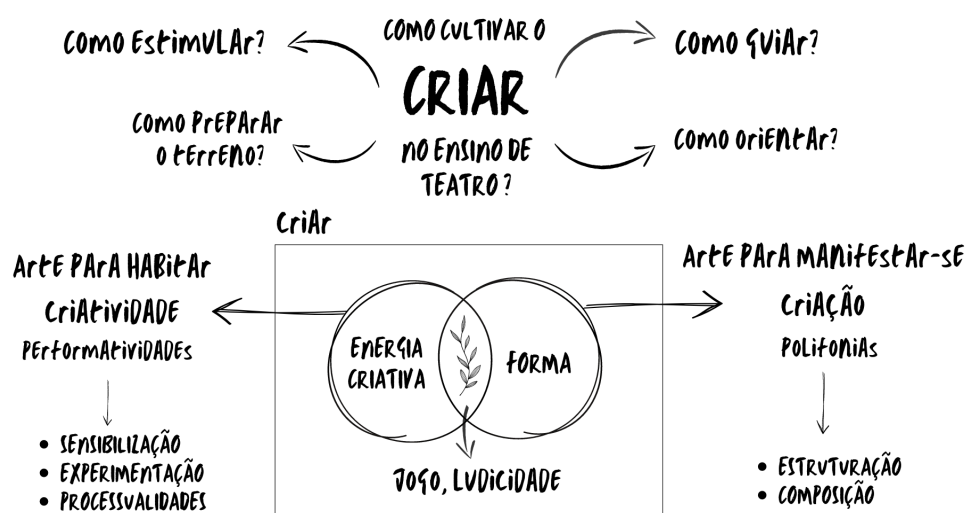 COMO CULTIVAR O
CRIAR
NO ENSINO DE
TEATRO?
COMO ESTIMULAR?
COMO PREPARAR
O TERRENO?
COMO GUIAR?
COMO ORIENTAR?
CRIAR
ARTE PARA HABITAR
CRIATIVIDADE
PERFORMATIVIDADES
• SENSIBILIZAÇÃO
• EXPERIMENTAÇÃO
• PROCESSUALIDADES
ENERGIA
CRIATIVA
FORMA
JOGO, LUDICIDADE
ARTE PARA MANIFESTAR-SE
CRIAÇÃO
POLIFONIAS
• ESTRUTURAÇÃO
• COMPOSIÇÃO